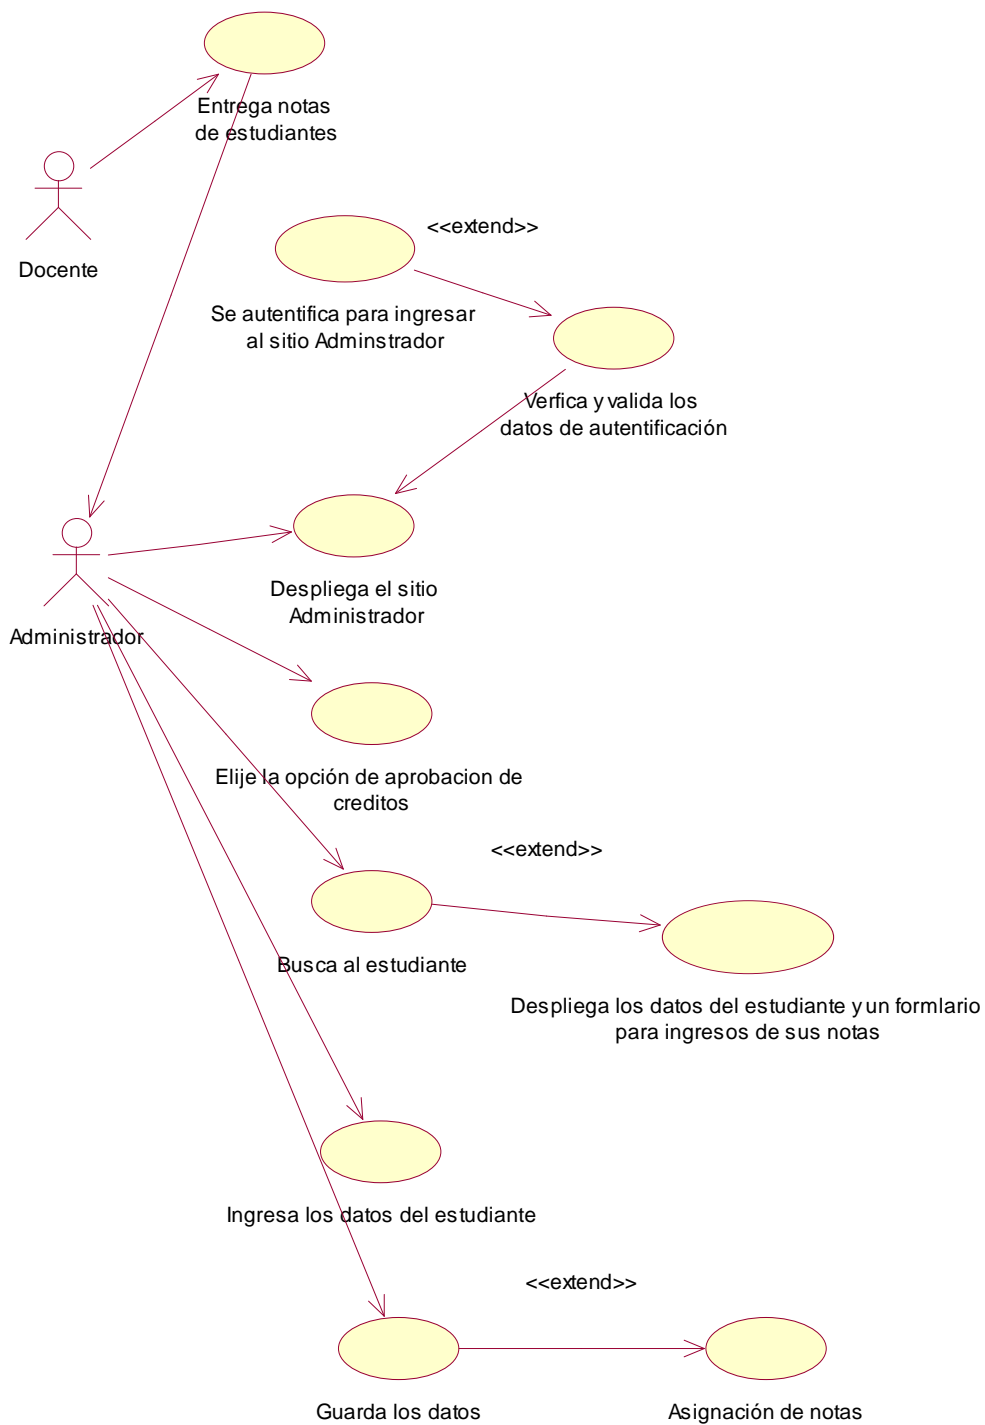 Entrega notas
de estudiantes
Docente
<<extend>>
Se autentifica para ingresar
al sitio Adminstrador
Verfica y valida los
datos de autentificación
Despliega el sitio
Administrador
Administrador
Elije la opción de aprobacion de
creditos
<<extend>>
Busca al estudiante
Despliega los datos del estudiante y un formlario
para ingresos de sus notas
Ingresa los datos del estudiante
<<extend>>
Guarda los datos
Asignación de notas